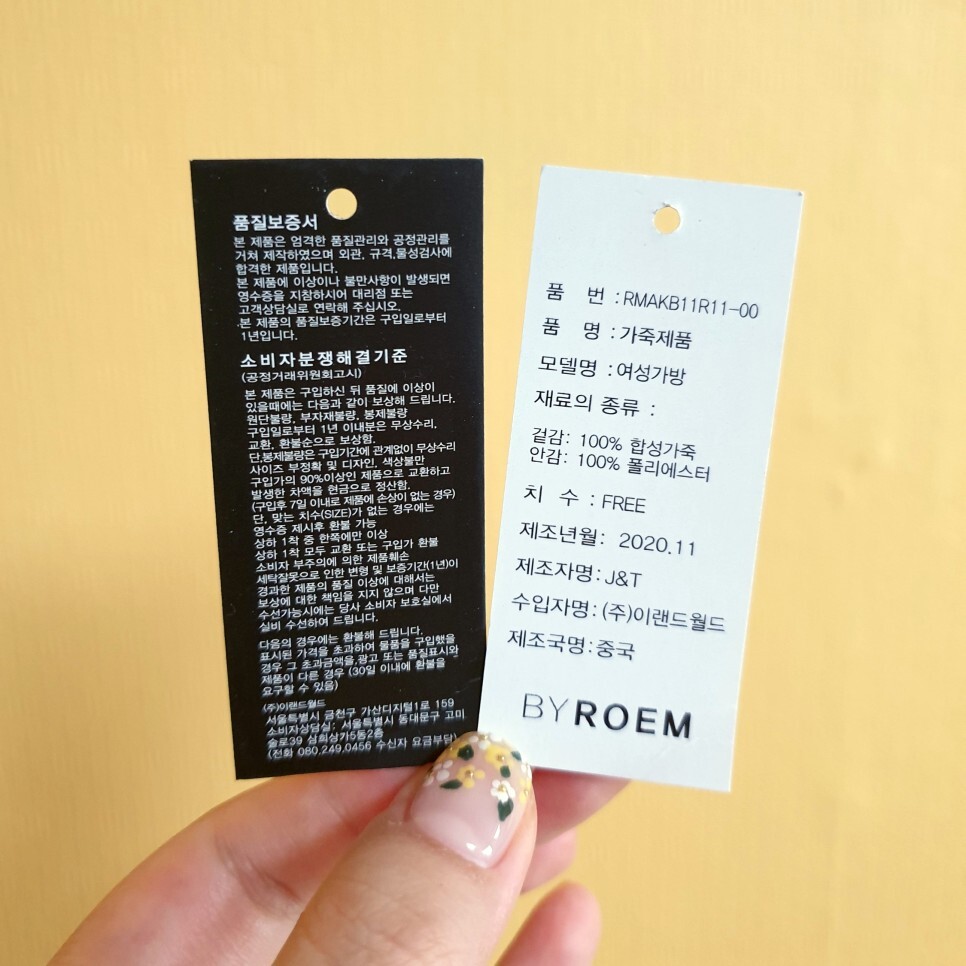 품질보증서
본 제품은 엄격한 품질관리와 공정관리를
거쳐 제작하였으며 외관, 규격,물성검사에
합격한 제품입니다.
본 제품에 이상이나 불만사항이 발생되면
영수증을 지참하시어 대리점 또는
고객상담실로 연락해 주십시오.
.본 제품의 품질보증기간은 구입일로부터
1년입니다.
소비자분쟁해결기준
(공정거래위원회고시)
본 제품은 구입하신 뒤 품질에 이상이
있을때에는 다음과 같이 보상해 드립니다.
원단불량, 부자재불량, 봉제불량
구입일로부터 1년 이내분은 무상수리,
교환, 환불순으로 보상함.
단,봉제불량은 구입기간에 관계없이 무상수리
사이즈 부정확 및 디자인, 색상불만
구입가의 90%이상인 제품으로 교환하고
발생한 차액을 현금으로 정산함.
(구입후 7일 이내로 제품에 손상이 없는 경우)
단, 맞는 치수(SIZE)가 없는 경우에는
영수증 제시후 환불 가능
상하 1착 중 한쪽에만 이상
상하 1착 모두 교환 또는 구입가 환불
소비자 부주의에 의한 제품훼손
세탁잘못으로 인한 변형 및 보증기간(1년)이
경과한 제품의 품질 이상에 대해서는
보상에 대한 책임을 지지 않으며 다만
수선가능시에는 당사 소비자 보호실에서
실비 수선하여 드립니다.
다음의 경우에는 환불해 드립니다.
표시된 가격을 초과하여 물품을 구입했을
경우 그 초과금액을,광고 또는 품질표시와
제품이 다른 경우 (30일 이내에 환불을
요구할 수 있음)
(주)이랜드월드
서울특별시 금천구 가산디지털1로 159
소비자상담실: 서울특별시 동대문구 고미
술로39 삼희상가5동2층
(전화 080.249.0456 수신자 요금부담)
품 번 :RMAKB11R11-00
품 명 :가죽제품
모델명 :여성가방
재료의 종류 :
겉감: 100% 합성가죽
안감: 100% 폴리에스터
치 수 : FREE
제조년월: 2020.11
제조자명:J&T
수입자명:(주)이랜드월드
제조국명:중국
BYROEM